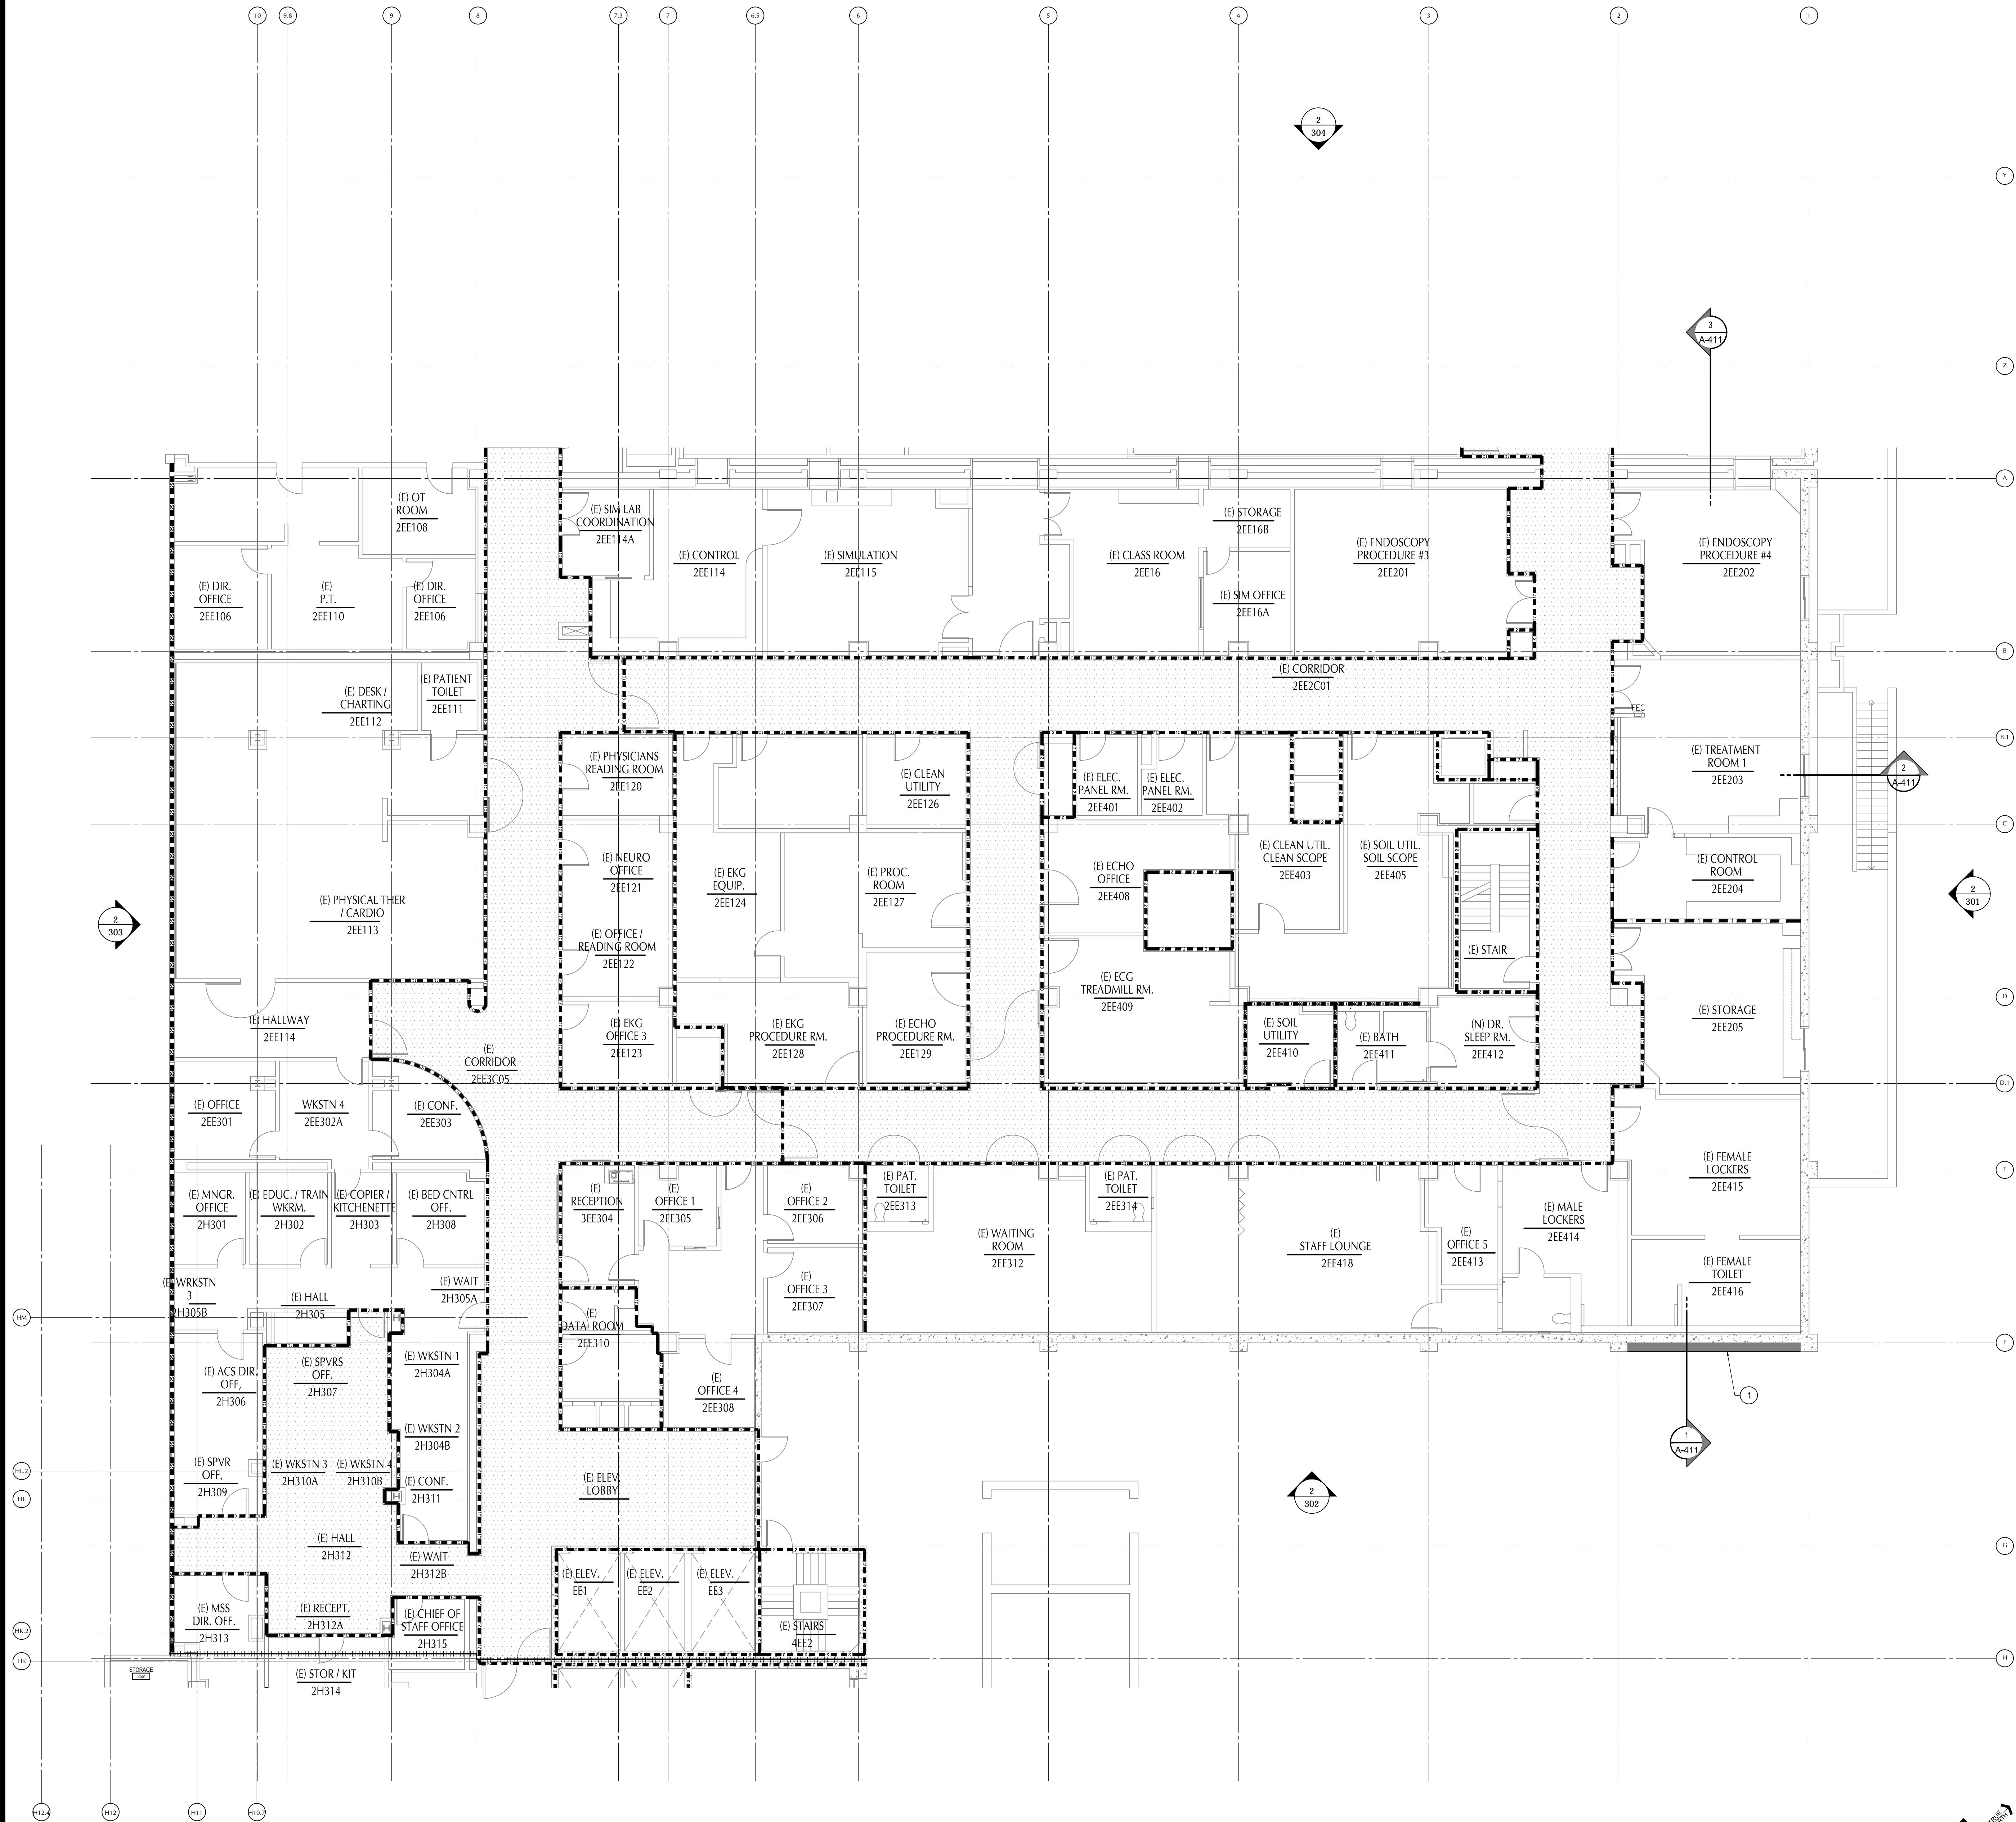 10
9.8
9
8
7.3
7
6.5
6
5
4
3
2
1
2
304
Y
3
A-411
Z
A
(E) OT
ROOM
2EE108
(E) SIM LAB
COORDINATION
2EE114A
(E) CONTROL
2EE114
(E) SIMULATION
2EE115
(E) CLASS ROOM
2EE16
(E) STORAGE
2EE16B
(E) SIM OFFICE
2EE16A
(E) ENDOSCOPY
PROCEDURE #3
2EE201
(E) ENDOSCOPY
PROCEDURE #4
2EE202
(E) DIR.
OFFICE
2EE106
(E)
P.T.
2EE110
(E) DIR.
OFFICE
2EE106
B
(E) CORRIDOR
2EE2C01
(E) DESK /
CHARTING
2EE112
(E) PATIENT
TOILET
2EE111
FEC
B.1
(E) PHYSICIANS
READING ROOM
2EE120
(E) CLEAN
UTILITY
2EE126
(E) ELEC.
PANEL RM.
2EE401
(E) ELEC.
PANEL RM.
2EE402
(E) TREATMENT
ROOM 1
2EE203
2
A-411
C
(E) NEURO
OFFICE
2EE121
(E) EKG
EQUIP.
2EE124
(E) PROC.
ROOM
2EE127
(E) ECHO
OFFICE
2EE408
(E) CLEAN UTIL.
CLEAN SCOPE
2EE403
(E) SOIL UTIL.
SOIL SCOPE
2EE405
(E) CONTROL
ROOM
2EE204
2
301
2
303
(E) PHYSICAL THER
/ CARDIO
2EE113
(E) OFFICE /
READING ROOM
2EE122
(E) STAIR
D
(E) HALLWAY
2EE114
(E)
CORRIDOR
2EE3C05
(E) EKG
OFFICE 3
2EE123
(E) EKG
PROCEDURE RM.
2EE128
(E) ECHO
PROCEDURE RM.
2EE129
(E) ECG
TREADMILL RM.
2EE409
(E) SOIL
UTILITY
2EE410
(E) BATH
2EE411
(N) DR.
SLEEP RM.
2EE412
(E) STORAGE
2EE205
D.1
(E) OFFICE
2EE301
WKSTN 4
2EE302A
(E) CONF.
2EE303
E
(E) MNGR.
OFFICE
2H301
(E) EDUC. / TRAIN
WKRM.
2H302
(E) COPIER /
KITCHENETTE
2H303
(E) BED CNTRL
OFF.
2H308
(E)
RECEPTION
3EE304
(E)
OFFICE 1
2EE305
(E)
OFFICE 2
2EE306
(E) PAT.
TOILET
2EE313
(E) PAT.
TOILET
2EE314
(E) FEMALE
LOCKERS
2EE415
(E) WAITING
ROOM
2EE312
(E)
STAFF LOUNGE
2EE418
(E)
OFFICE 5
2EE413
(E) MALE
LOCKERS
2EE414
(E) FEMALE
TOILET
2EE416
(E) WRKSTN
3
2H305B
(E) HALL
2H305
(E) WAIT
2H305A
(E)
OFFICE 3
2EE307
HM
(E)
DATA ROOM
2EE310
F
(E) ACS DIR.
OFF,
2H306
(E) SPVRS
OFF.
2H307
(E) WKSTN 1
2H304A
(E)
OFFICE 4
2EE308
1
(E) WKSTN 2
2H304B
1
A-411
HL.2
(E) SPVR
OFF,
2H309
(E) WKSTN 3
2H310A
(E) WKSTN 4
2H310B
(E) CONF.
2H311
(E) ELEV.
LOBBY
2
302
HL
(E) HALL
2H312
(E) WAIT
2H312B
G
(E) ELEV.
EE1
(E) ELEV.
EE2
(E) ELEV.
EE3
(E) MSS
DIR. OFF.
2H313
(E) RECEPT.
2H312A
(E) CHIEF OF
STAFF OFFICE
2H315
(E) STAIRS
4EE2
HK.2
HK
H
STORAGE
(E) STOR / KIT
2H314
H12.4
H12
H11
H10.7